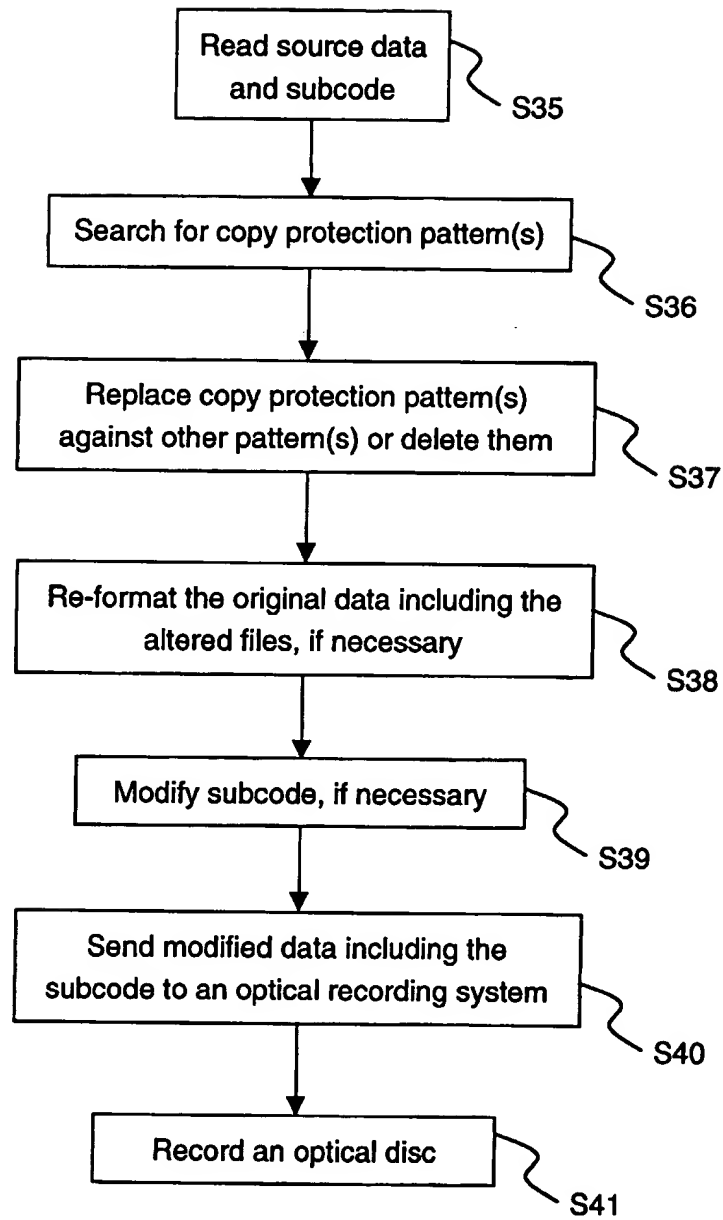 Read source data
and subcode
S35
Search for copy protection pattern(s)
S36
Replace copy protection pattern(s)
against other pattern(s) or delete them
S37
Re-format the original data including the
altered files, if necessary
S38
Modify subcode, if necessary
S39
Send modified data including the
subcode to an optical recording system
S40
Record an optical disc
S41